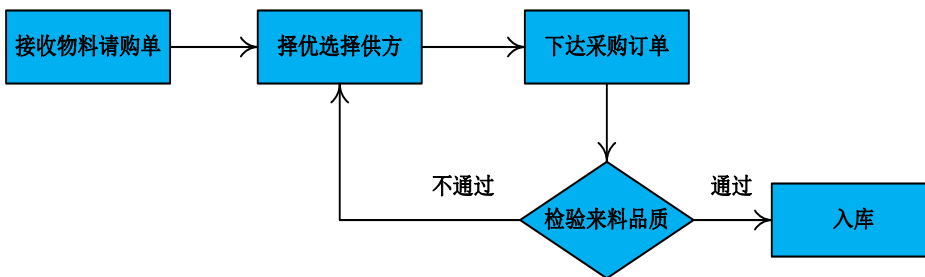 接收物料请购单
择优选择供方
下达采购订单
不通过
通过
检验来料品质
入库